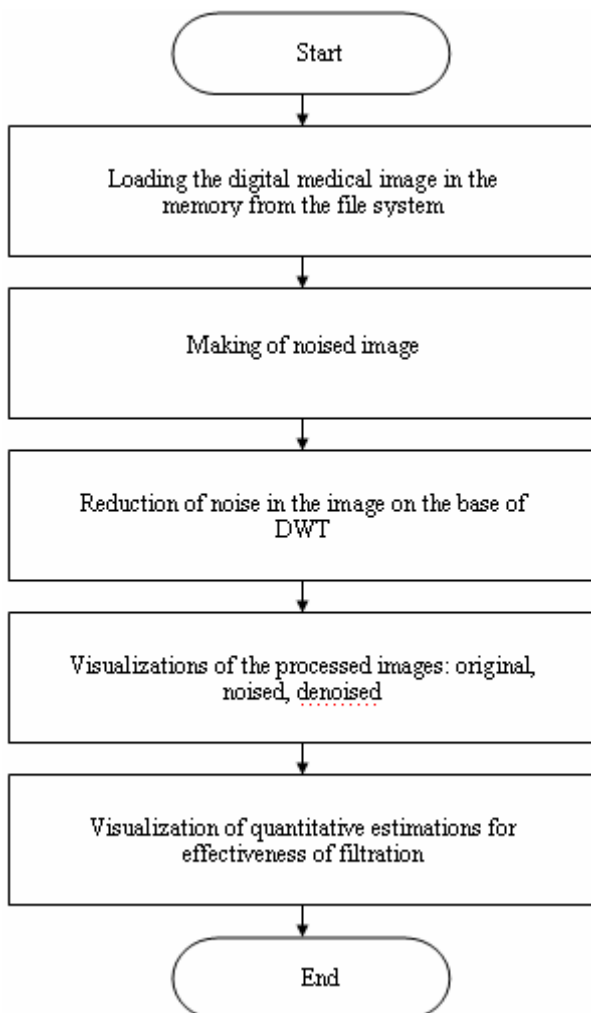 Start
Loading the digital medical image in the
memory from the file system
Making of noised image
Reduction of noise in the image on the base of
DWT
Visualizations of the processed images: original,
noised, denoised
Visualization of quantitative estimations for
effectiveness of filtration
End